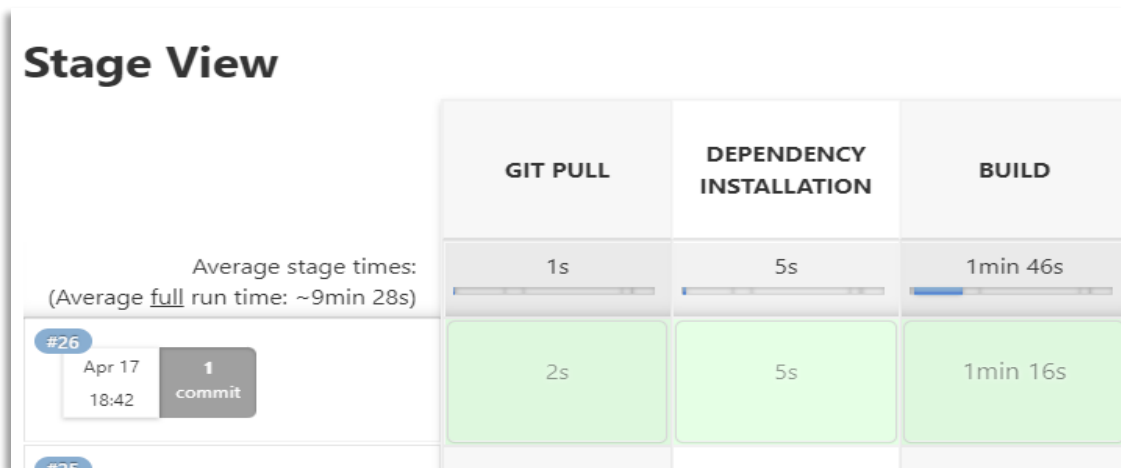 Stage View
GIT PULL
DEPENDENCY
INSTALLATION
BUILD
Average stage times:
(Average full run time: ~9min 28s)
1s
5s
1min 46s
#26
Apr 17
18:42
1
commit
2s
5s
1min 16s
#25